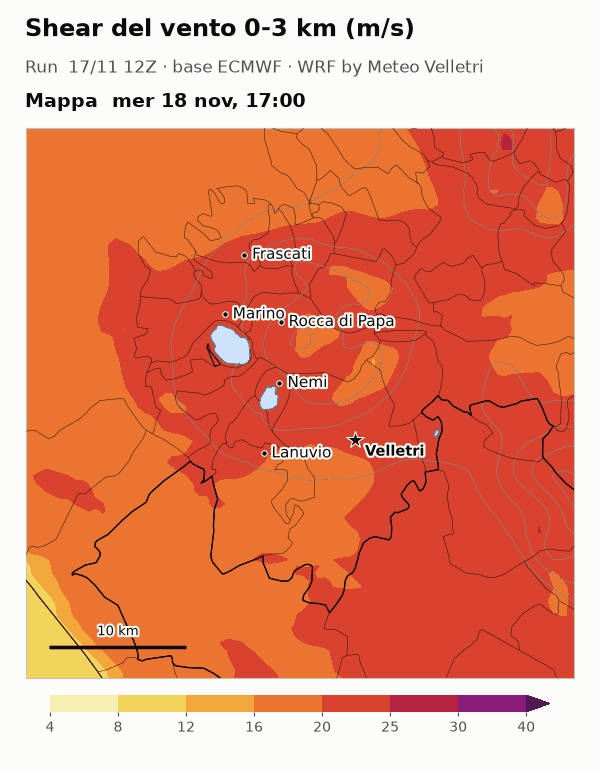 Shear del vento 0-3 km (m/s)
Run  17/11 12Z · base ECMWF · WRF by Meteo Velletri
Mappa  mer 18 nov, 17:00
Frascati
Marino
Rocca di Papa
Nemi
Velletri
Lanuvio
10 km
4 8 12 16 20 25 30 40